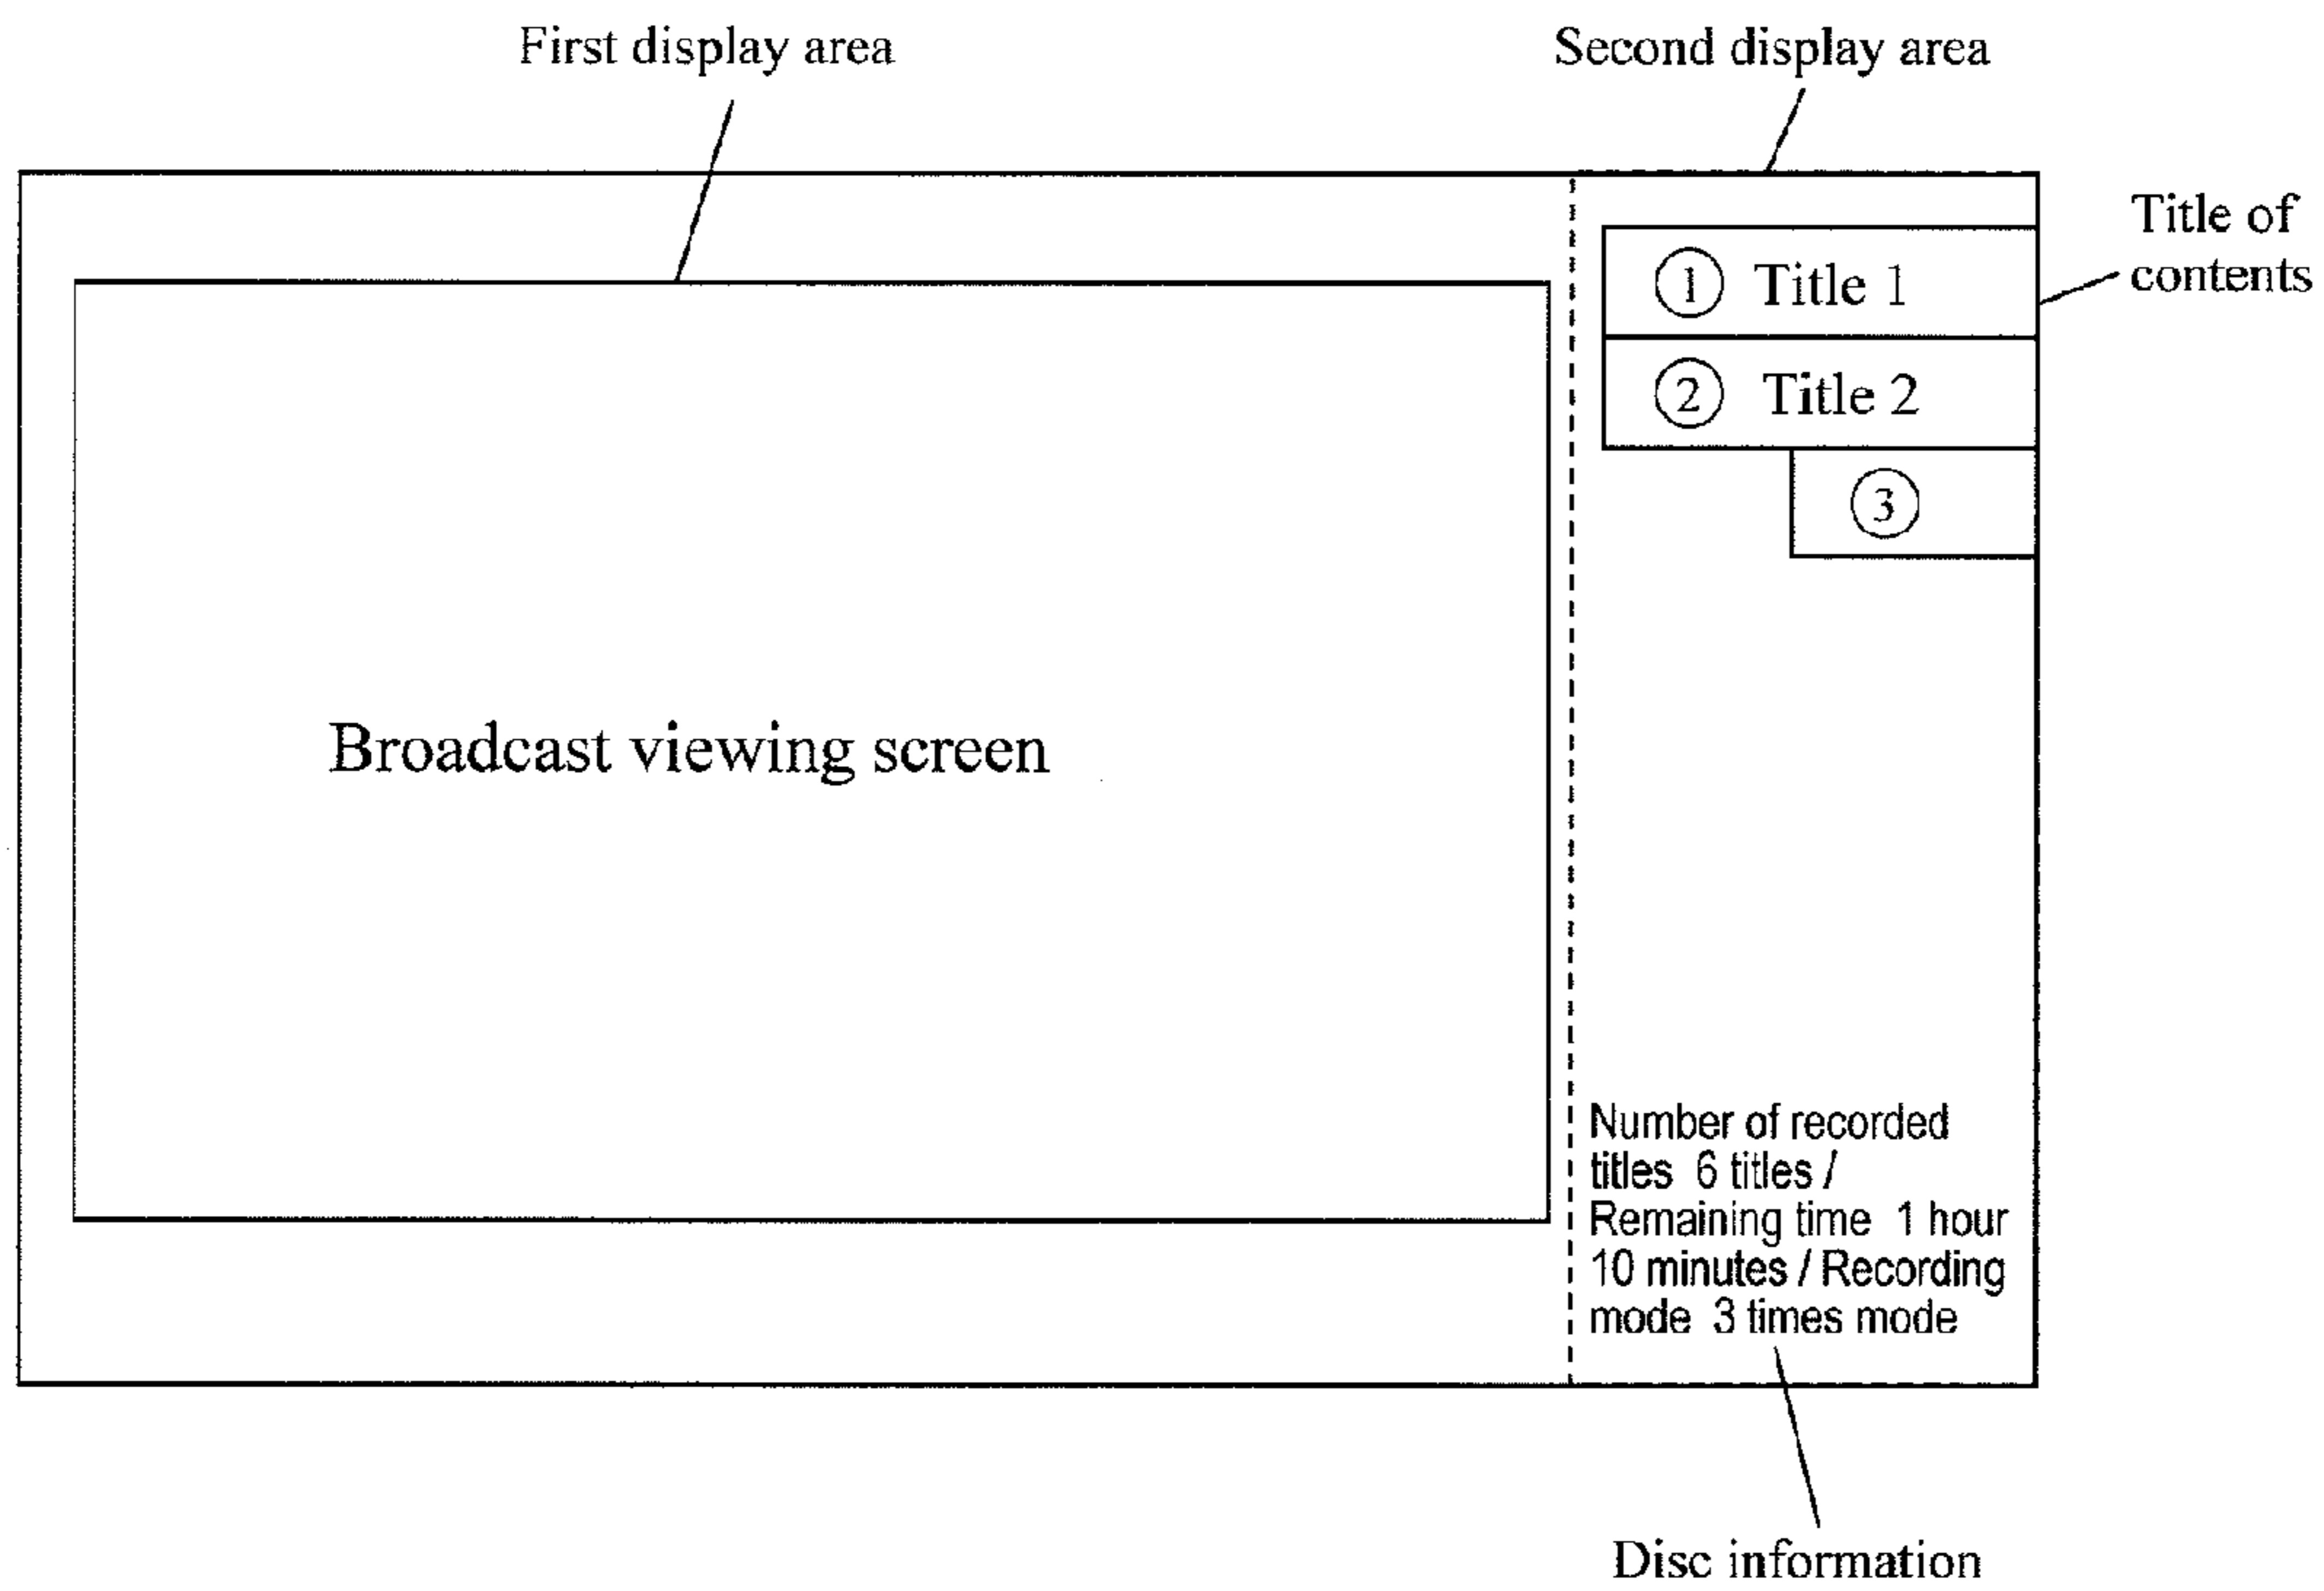 First display area
Second display area
Title of
contents
① Title 1
② Title 2
③
Broadcast viewing screen
Number of recorded
titles 6 titles /
Remaining time 1 hour
10 minutes / Recording
mode 3 times mode
Disc information